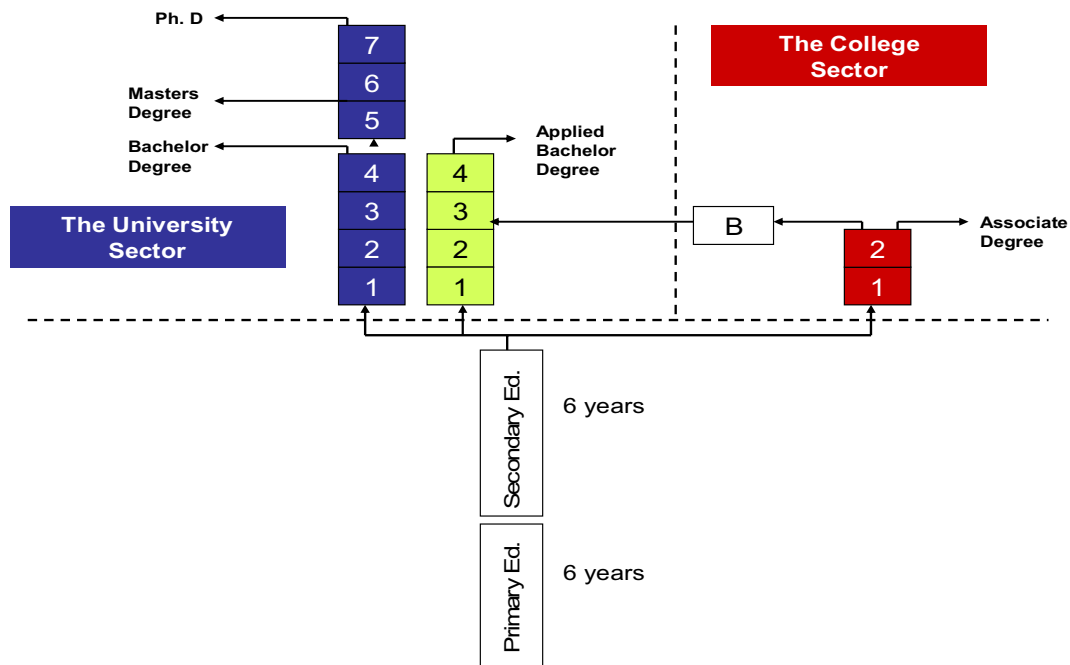 Ph. D
7
6
5
Masters
Degree
Bachelor
Degree
4
3
2
1
4
3
2
1
Applied
Bachelor
Degree
The College
Sector
The University
Sector
B
2
1
Associate
Degree
Secondary Ed.
6 years
Primary Ed.
6 years